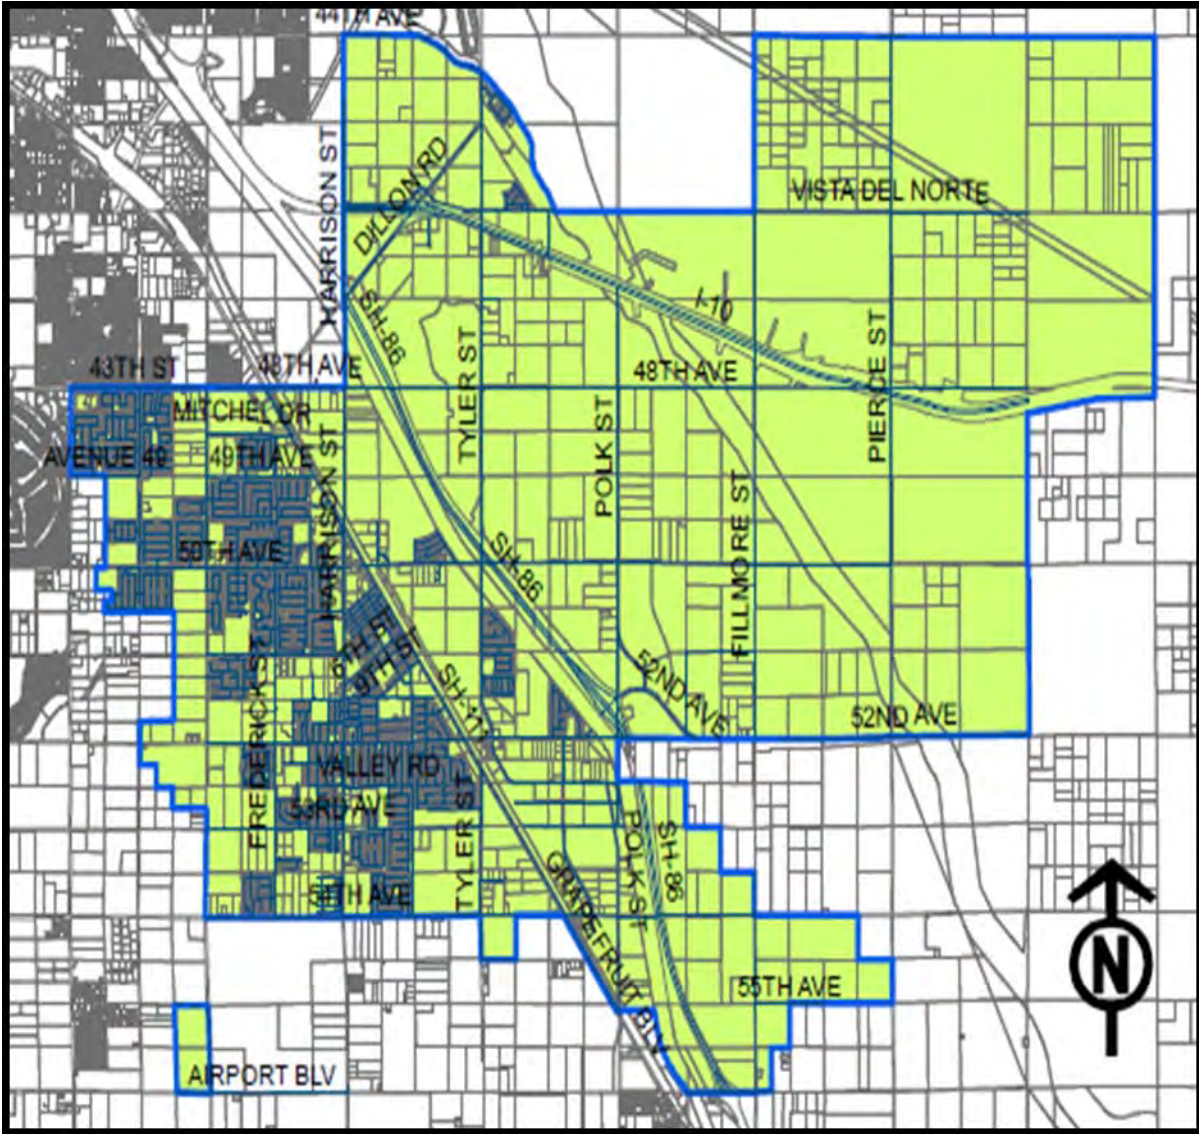 44TH AVE
HARRISON ST
DILLON RD
VISTA DEL NORTE
SH-86
I-10
TYLER ST
PIERCE ST
43TH ST
48TH AVE
48TH AVE
MITCHEL DR
AVENUE 49
49TH AVE
HARRISON ST
POLK ST
FILLMORE ST
50TH AVE
SH-86
6TH ST
9TH ST
FREDERICK ST
SH-111
52ND AVE
52ND AVE
VALLEY RD
53RD AVE
TYLER ST
POLK ST
SH-86
GRAPEFRUIT BLV
55TH AVE
N
AIRPORT BLV